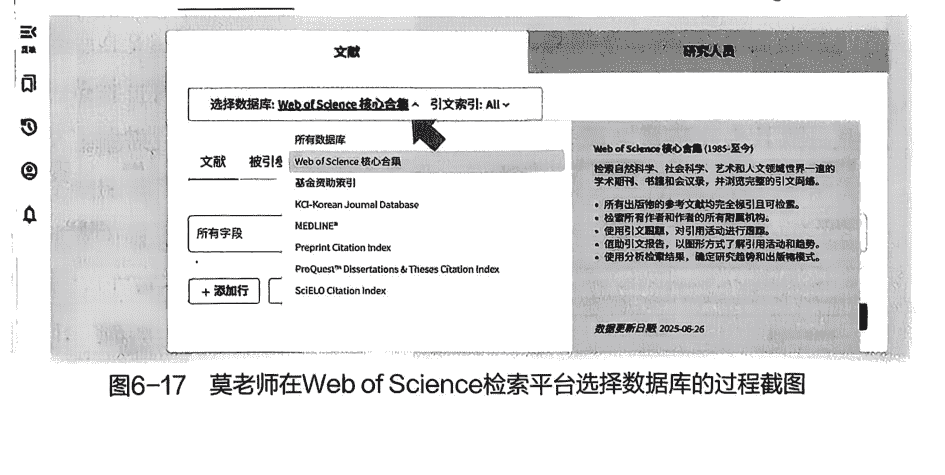 菜单
文献
研究人员
选择数据库: Web of Science 核心合集 引文索引: All
所有数据库
文献 被引
Web of Science 核心合集
基金资助索引
KCI-Korean Journal Database
所有字段
MEDLINE®
Preprint Citation Index
ProQuest™ Dissertations & Theses Citation Index
+ 添加行
SciELO Citation Index
Web of Science 核心合集 (1985-至今)
检索自然科学、社会科学、艺术和人文领域世界一流的
学术期刊、书籍和会议录，并浏览完整的引文网络。
• 所有出版物的参考文献均完全标引且可检索。
• 检索所有作者和作者的所有附属机构。
• 使用引文跟踪，对引用活动进行跟踪。
• 借助引文报告，以图形方式了解引用活动和趋势。
• 使用分析检索结果，确定研究趋势和出版物模式。
数据更新日期 2025-06-26
图6-17 莫老师在Web of Science检索平台选择数据库的过程截图